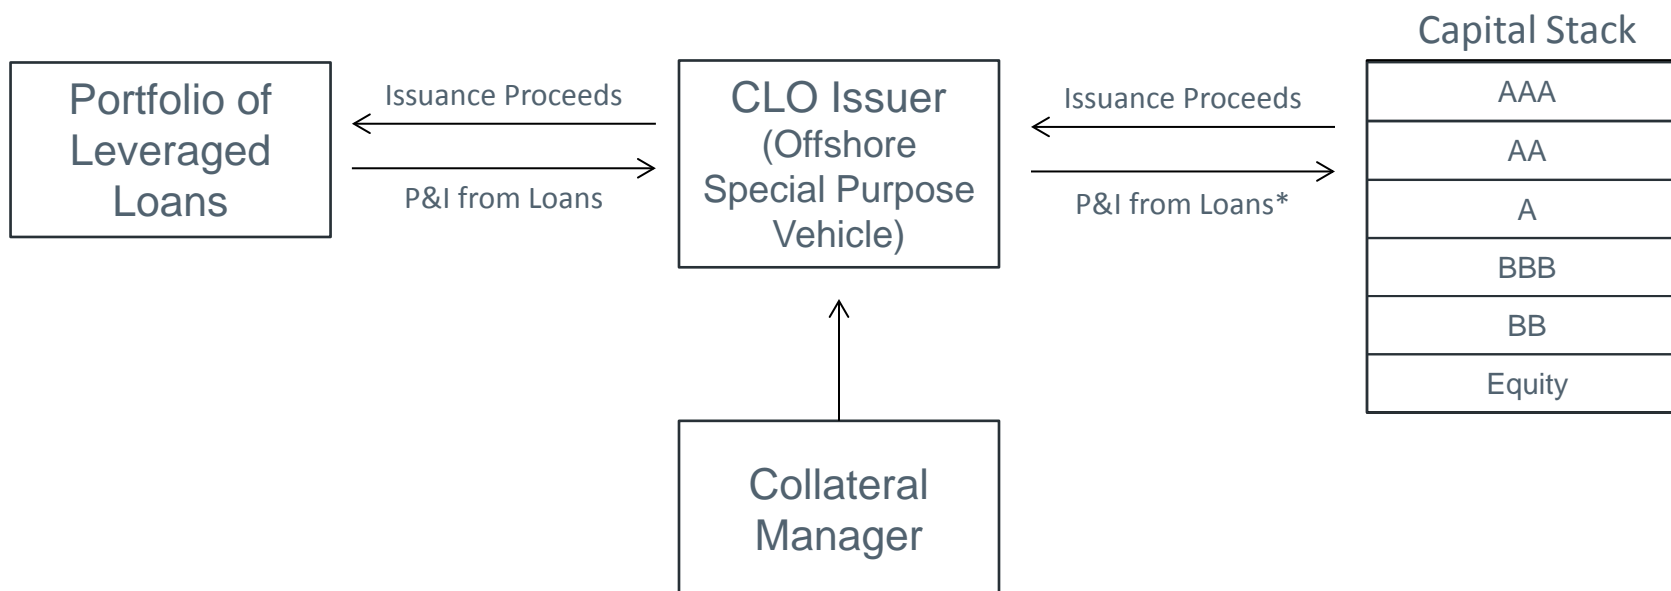 Capital Stack
Portfolio of
Leveraged
Loans
Issuance Proceeds
P&I from Loans
CLO Issuer
(Offshore
Special Purpose
Vehicle)
Issuance Proceeds
P&I from Loans*
AAA
AA
A
BBB
BB
Equity
Collateral
Manager